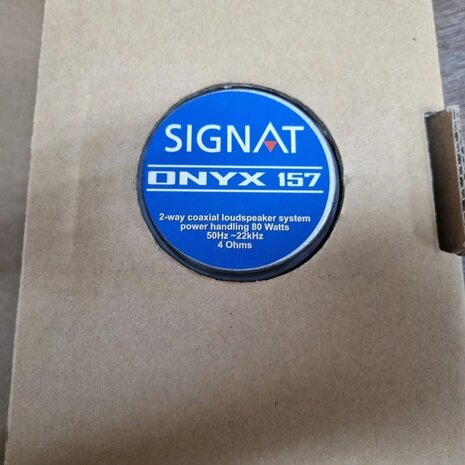 SIGNAT
ONYX 157
2-way coaxial loudspeaker system
power handling 80 Watts
50Hz ~22kHz
4 Ohms